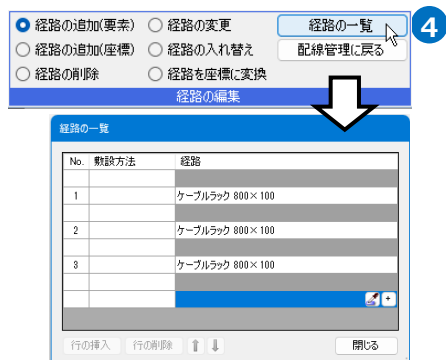 経路の追加(要素) 経路の変更 経路の一覧 4
経路の追加(座標) 経路の入れ替え 配線管理に戻る
経路の削除 経路を座標に変換
経路の編集
経路の一覧
No. 敷設方法 経路
1 ケーブルラック 800×100
2 ケーブルラック 800×100
3 ケーブルラック 800×100
行の挿入 行の削除 閉じる